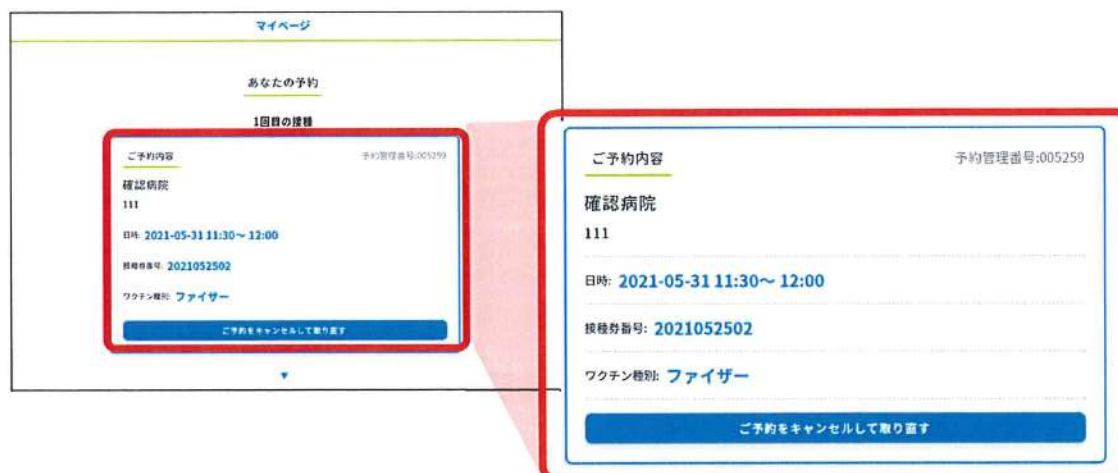 マイページ
あなたの予約
1回目の接種
ご予約内容 予約管理番号:005259
確認病院
111
日時: 2021-05-31 11:30～ 12:00
接種券番号: 2021052502
ワクチン種別: ファイザー
ご予約をキャンセルして取り直す
▼
ご予約内容 予約管理番号:005259
確認病院
111
日時: 2021-05-31 11:30～ 12:00
接種券番号: 2021052502
ワクチン種別: ファイザー
ご予約をキャンセルして取り直す